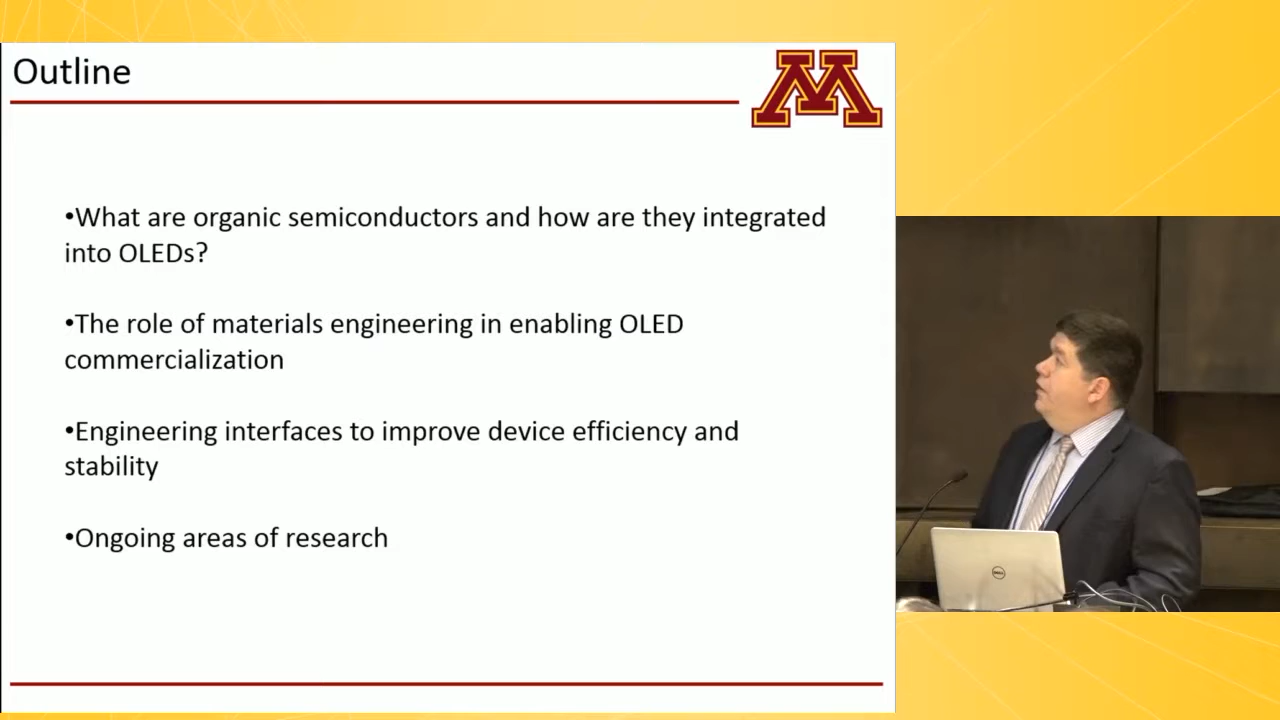 Outline
M
•What are organic semiconductors and how are they integrated
into OLEDs?
•The role of materials engineering in enabling OLED
commercialization
•Engineering interfaces to improve device efficiency and
stability
•Ongoing areas of research
DELL